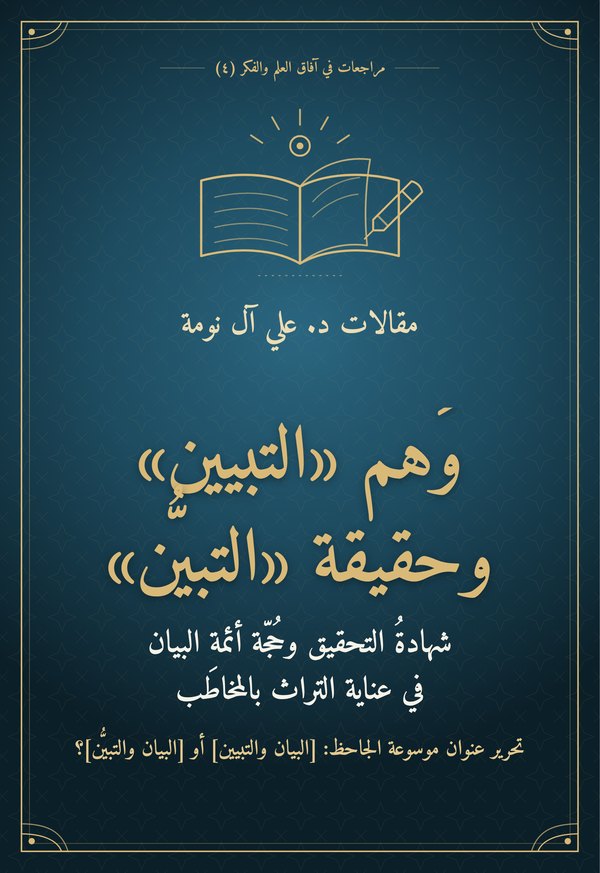 مراجعات في آفاق العلم والفكر (٤)
مقالات د. علي آل نومة
وَهم «التبيين»
وحقيقة «التبيُّن»
شهادةُ التحقيق وحُجّة أئمة البيان
في عناية التراث بالمخاطَب
تحرير عنوان موسوعة الجاحظ: [البيان والتبيين] أو [البيان والتبيُّن]؟